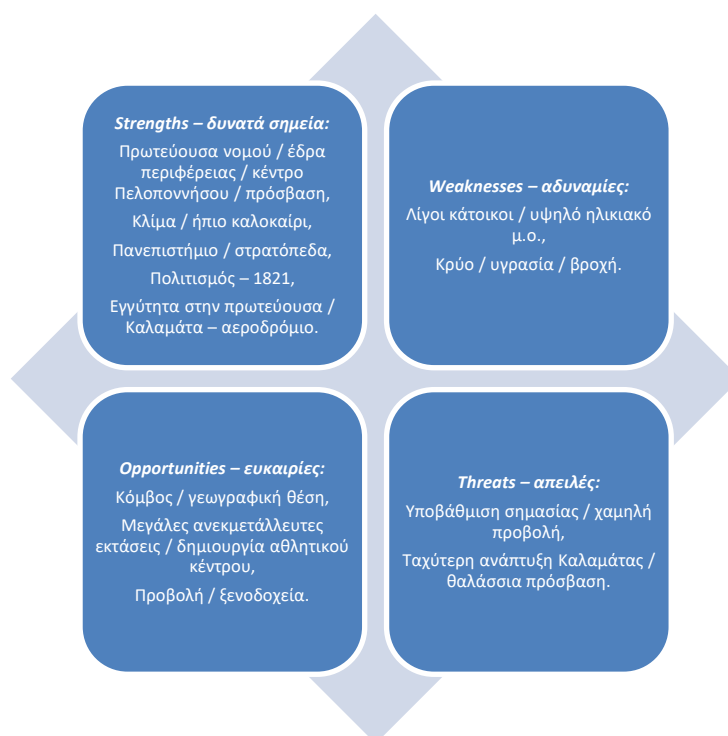 Strengths – δυνατά σημεία:
Πρωτεύουσα νομού / έδρα
περιφέρειας / κέντρο
Πελοποννήσου / πρόσβαση,
Κλίμα / ήπιο καλοκαίρι,
Πανεπιστήμιο / στρατόπεδα,
Πολιτισμός – 1821,
Εγγύτητα στην πρωτεύουσα /
Καλαμάτα – αεροδρόμιο.
Weaknesses – αδυναμίες:
Λίγοι κάτοικοι / υψηλό ηλικιακό
μ.ο.,
Κρύο / υγρασία / βροχή.
Opportunities – ευκαιρίες:
Κόμβος / γεωγραφική θέση,
Μεγάλες ανεκμετάλλευτες
εκτάσεις / δημιουργία αθλητικού
κέντρου,
Προβολή / ξενοδοχεία.
Threats – απειλές:
Υποβάθμιση σημασίας / χαμηλή
προβολή,
Ταχύτερη ανάπτυξη Καλαμάτας /
θαλάσσια πρόσβαση.